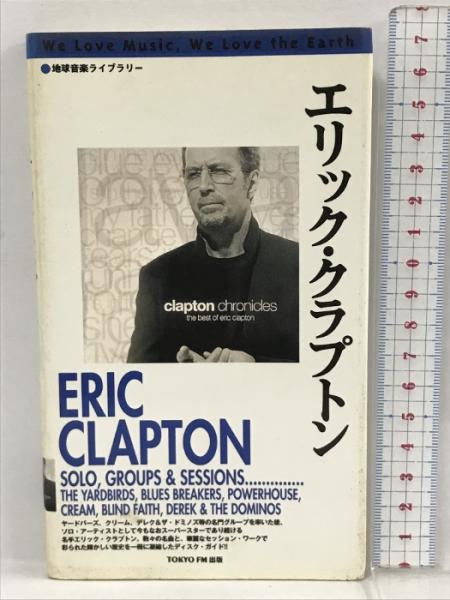 We Love Music, We Love the Earth
地球音楽ライブラリー
エリック・クラプトン
clapton chronicles
the best of eric clapton
ERIC
CLAPTON
SOLO, GROUPS & SESSIONS..............
THE YARDBIRDS, BLUES BREAKERS, POWERHOUSE,
CREAM, BLIND FAITH, DEREK & THE DOMINOS
ヤードバーズ、クリーム、デレク&ザ・ドミノズ等の名門グループを率いた後、
ソロ・アーティストとして今もなおスーパースターであり続ける
名手エリック・クラプトン。数々の名曲と、華麗なセッション・ワークで
彩られた輝かしい歴史を一冊に凝縮したディスク・ガイド!!
TOKYO FM 出版